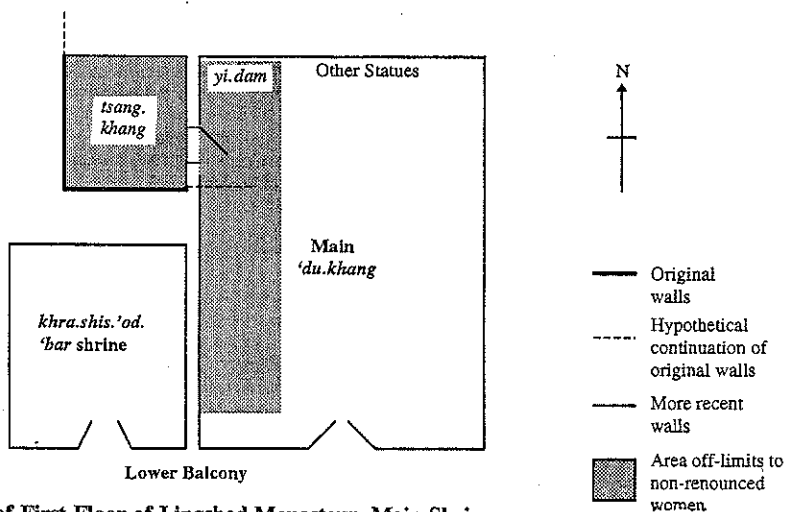 yi.dam
Other Statues
tsang.
khang
N
Main
'du.khang
khra.shis.'od.
'bar shrine
Lower Balcony
Original
walls
Hypothetical
continuation of
original walls
More recent
walls
Area off-limits to
non-renounced
women
of First Floor of Lingshed Monastery, Main